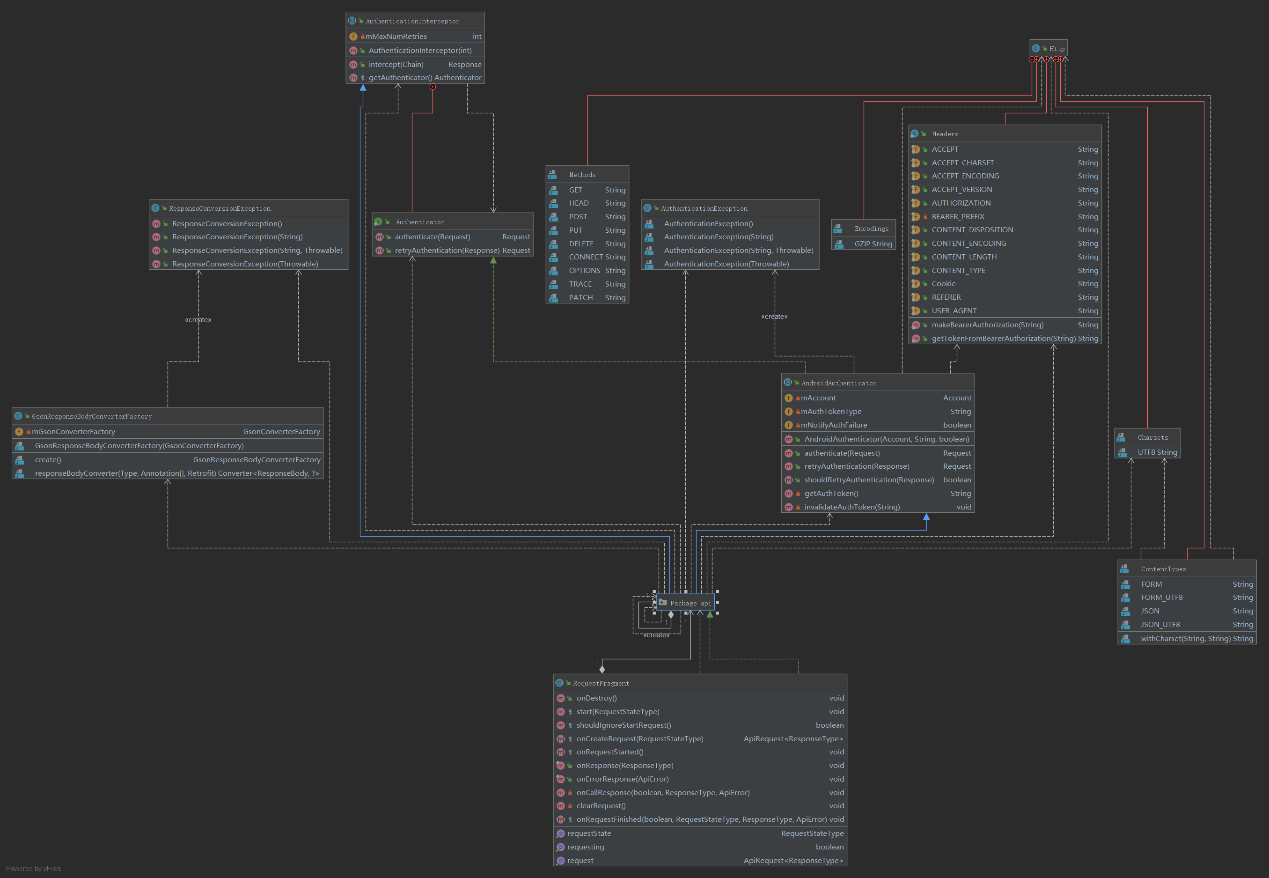 AuthenticationInterceptor
mMaxNumRetries int
AuthenticationInterceptor(int)
intercept(Chain) Response
getAuthenticator() Authenticator
Http
Headers
ACCEPT String
ACCEPT_CHARSET String
ACCEPT_ENCODING String
ACCEPT_VERSION String
AUTHORIZATION String
BEARER_PREFIX String
CONTENT_DISPOSITION String
CONTENT_ENCODING String
CONTENT_LENGTH String
CONTENT_TYPE String
Cookie String
REFERER String
USER_AGENT String
makeBearerAuthorization(String) String
getTokenFromBearerAuthorization(String) String
Methods
GET String
HEAD String
POST String
PUT String
DELETE String
CONNECT String
OPTIONS String
TRACE String
PATCH String
ResponseConversionException
ResponseConversionException()
ResponseConversionException(String)
ResponseConversionException(String, Throwable)
ResponseConversionException(Throwable)
Authenticator
authenticate(Request) Request
retryAuthentication(Response) Request
AuthenticationException
AuthenticationException()
AuthenticationException(String)
AuthenticationException(String, Throwable)
AuthenticationException(Throwable)
Encodings
GZIP String
«create»
«create»
AndroidAuthenticator
mAccount Account
mAuthTokenType String
mNotifyAuthFailure boolean
AndroidAuthenticator(Account, String, boolean)
authenticate(Request) Request
retryAuthentication(Response) Request
shouldRetryAuthentication(Response) boolean
getAuthToken() String
invalidateAuthToken(String) void
GsonResponseBodyConverterFactory
mGsonConverterFactory GsonConverterFactory
GsonResponseBodyConverterFactory(GsonConverterFactory)
create() GsonResponseBodyConverterFactory
responseBodyConverter(Type, Annotation[], Retrofit) Converter<ResponseBody, ?>
Charsets
UTF8 String
ContentTypes
FORM String
FORM_UTF8 String
JSON String
JSON_UTF8 String
withCharset(String, String) String
Package api
«create»
RequestFragment
onDestroy() void
start(RequestStateType) void
shouldIgnoreStartRequest() boolean
onCreateRequest(RequestStateType) ApiRequest<ResponseType>
onRequestStarted() void
onResponse(ResponseType) void
onErrorResponse(ApiError) void
onCallResponse(boolean, ResponseType, ApiError) void
clearRequest() void
onRequestFinished(boolean, RequestStateType, ResponseType, ApiError) void
requestState RequestStateType
requesting boolean
request ApiRequest<ResponseType>
Powered by yFiles